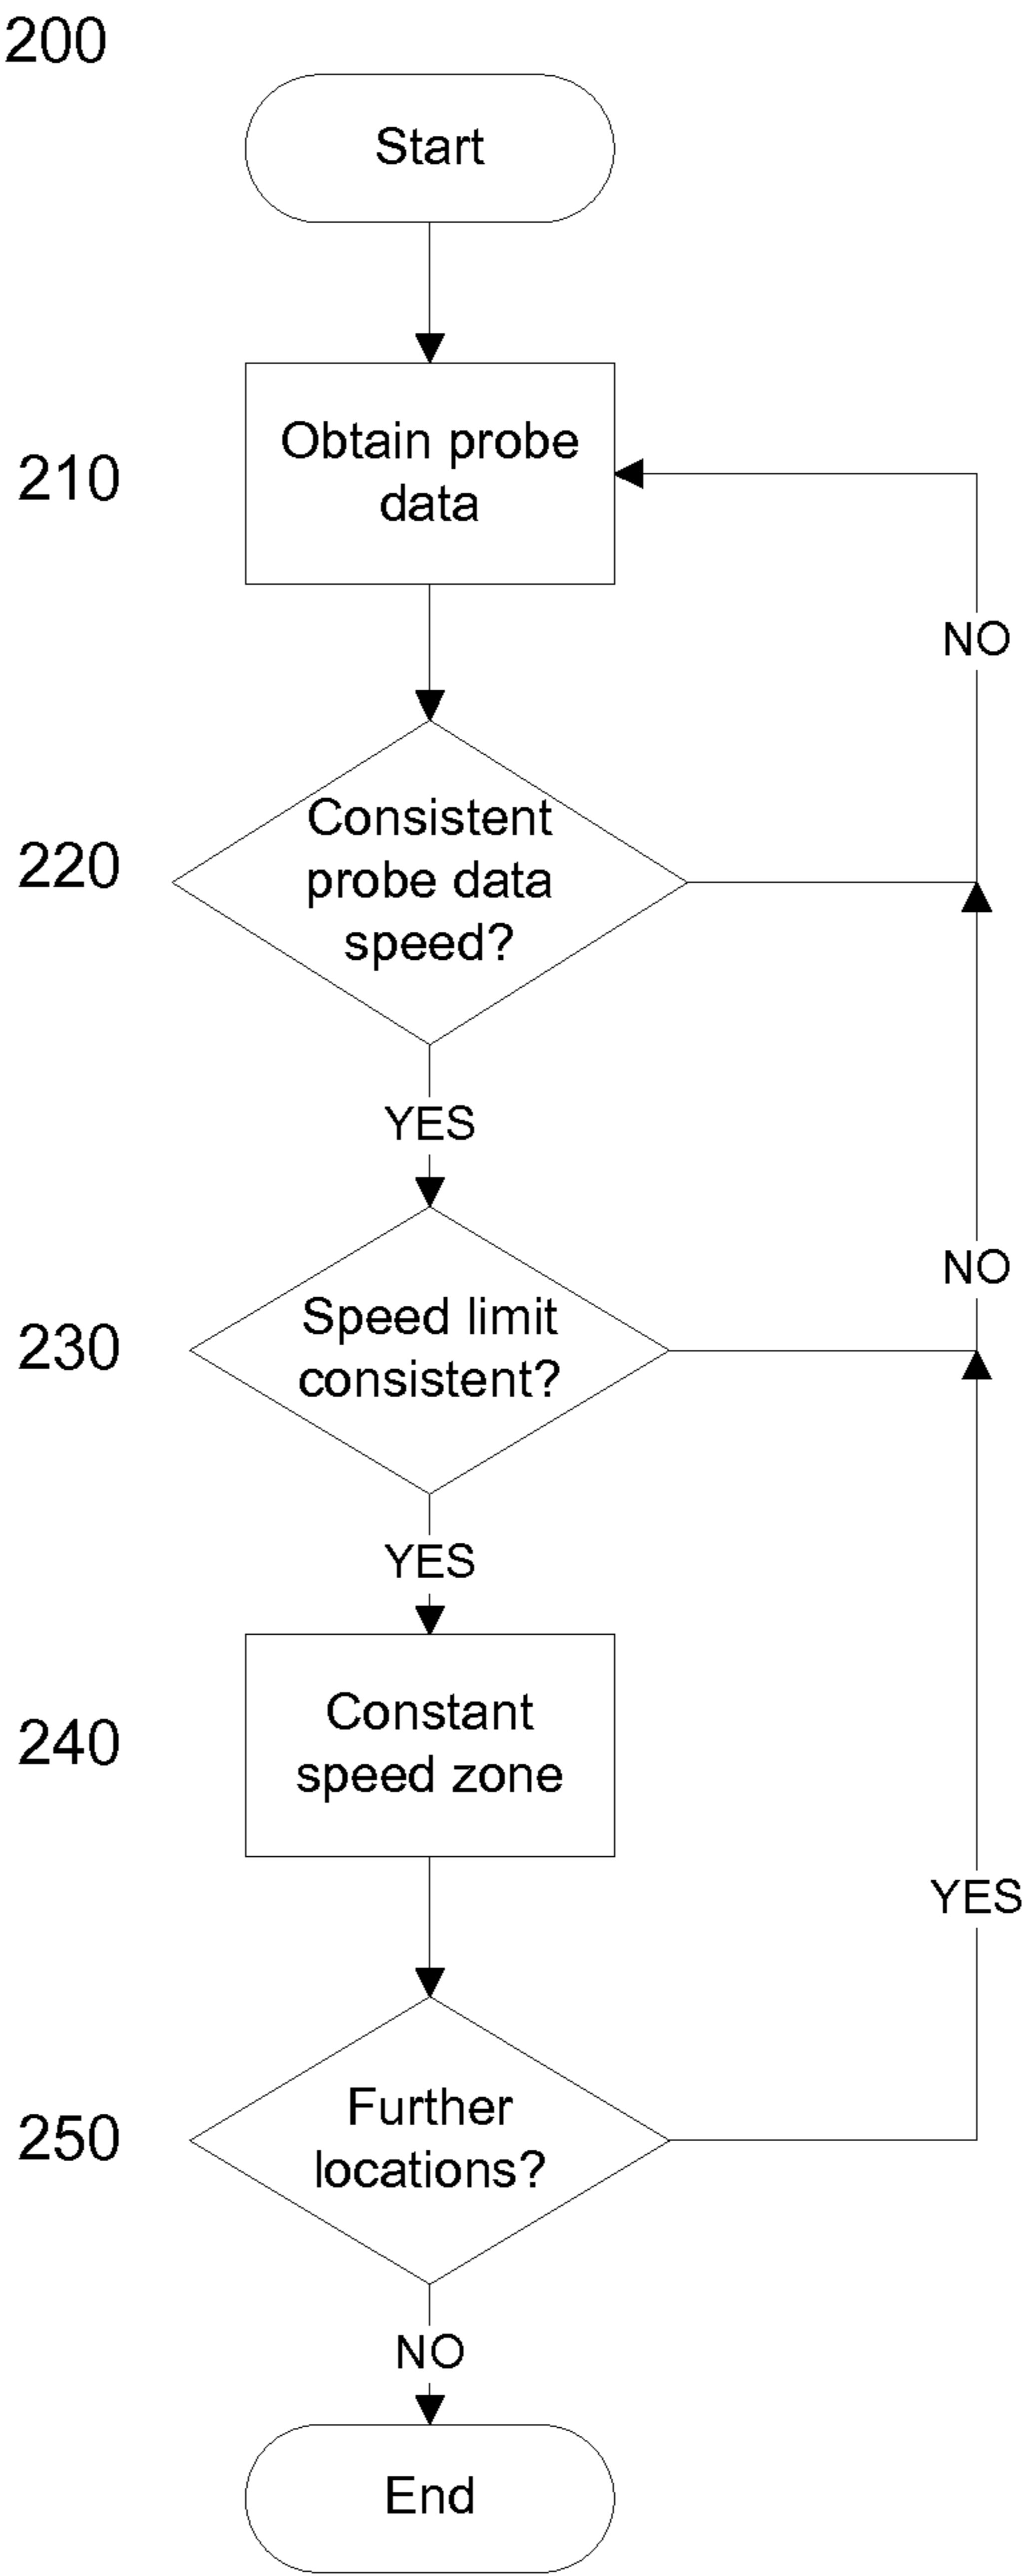 200
Start
210
Obtain probe
data
NO
220
Consistent
probe data
speed?
YES
NO
230
Speed limit
consistent?
YES
240
Constant
speed zone
YES
250
Further
locations?
NO
End